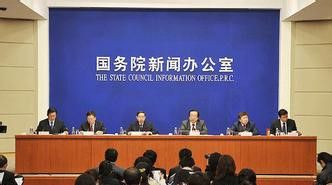 国务院新闻办公室
THE STATE COUNCIL INFORMATION OFFICE, P.R.C.